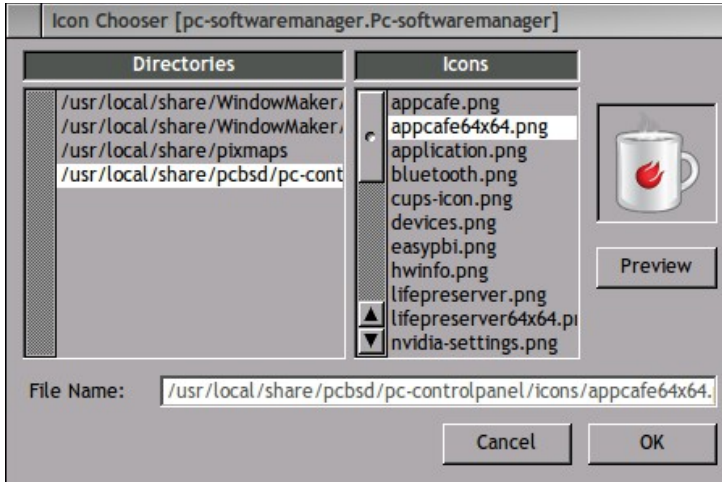 Icon Chooser [pc-softwaremanager.Pc-softwaremanager]
Directories
/usr/local/share/WindowMaker/
/usr/local/share/WindowMaker/
/usr/local/share/pixmaps
/usr/local/share/pcbsd/pc-cont
Icons
appcafe.png
appcafe64x64.png
application.png
bluetooth.png
cups-icon.png
devices.png
easypbi.png
hwinfo.png
lifepreserver.png
lifepreserver64x64.p
nvidia-settings.png
Preview
File Name: /usr/local/share/pcbsd/pc-controlpanel/icons/appcafe64x64.
Cancel OK